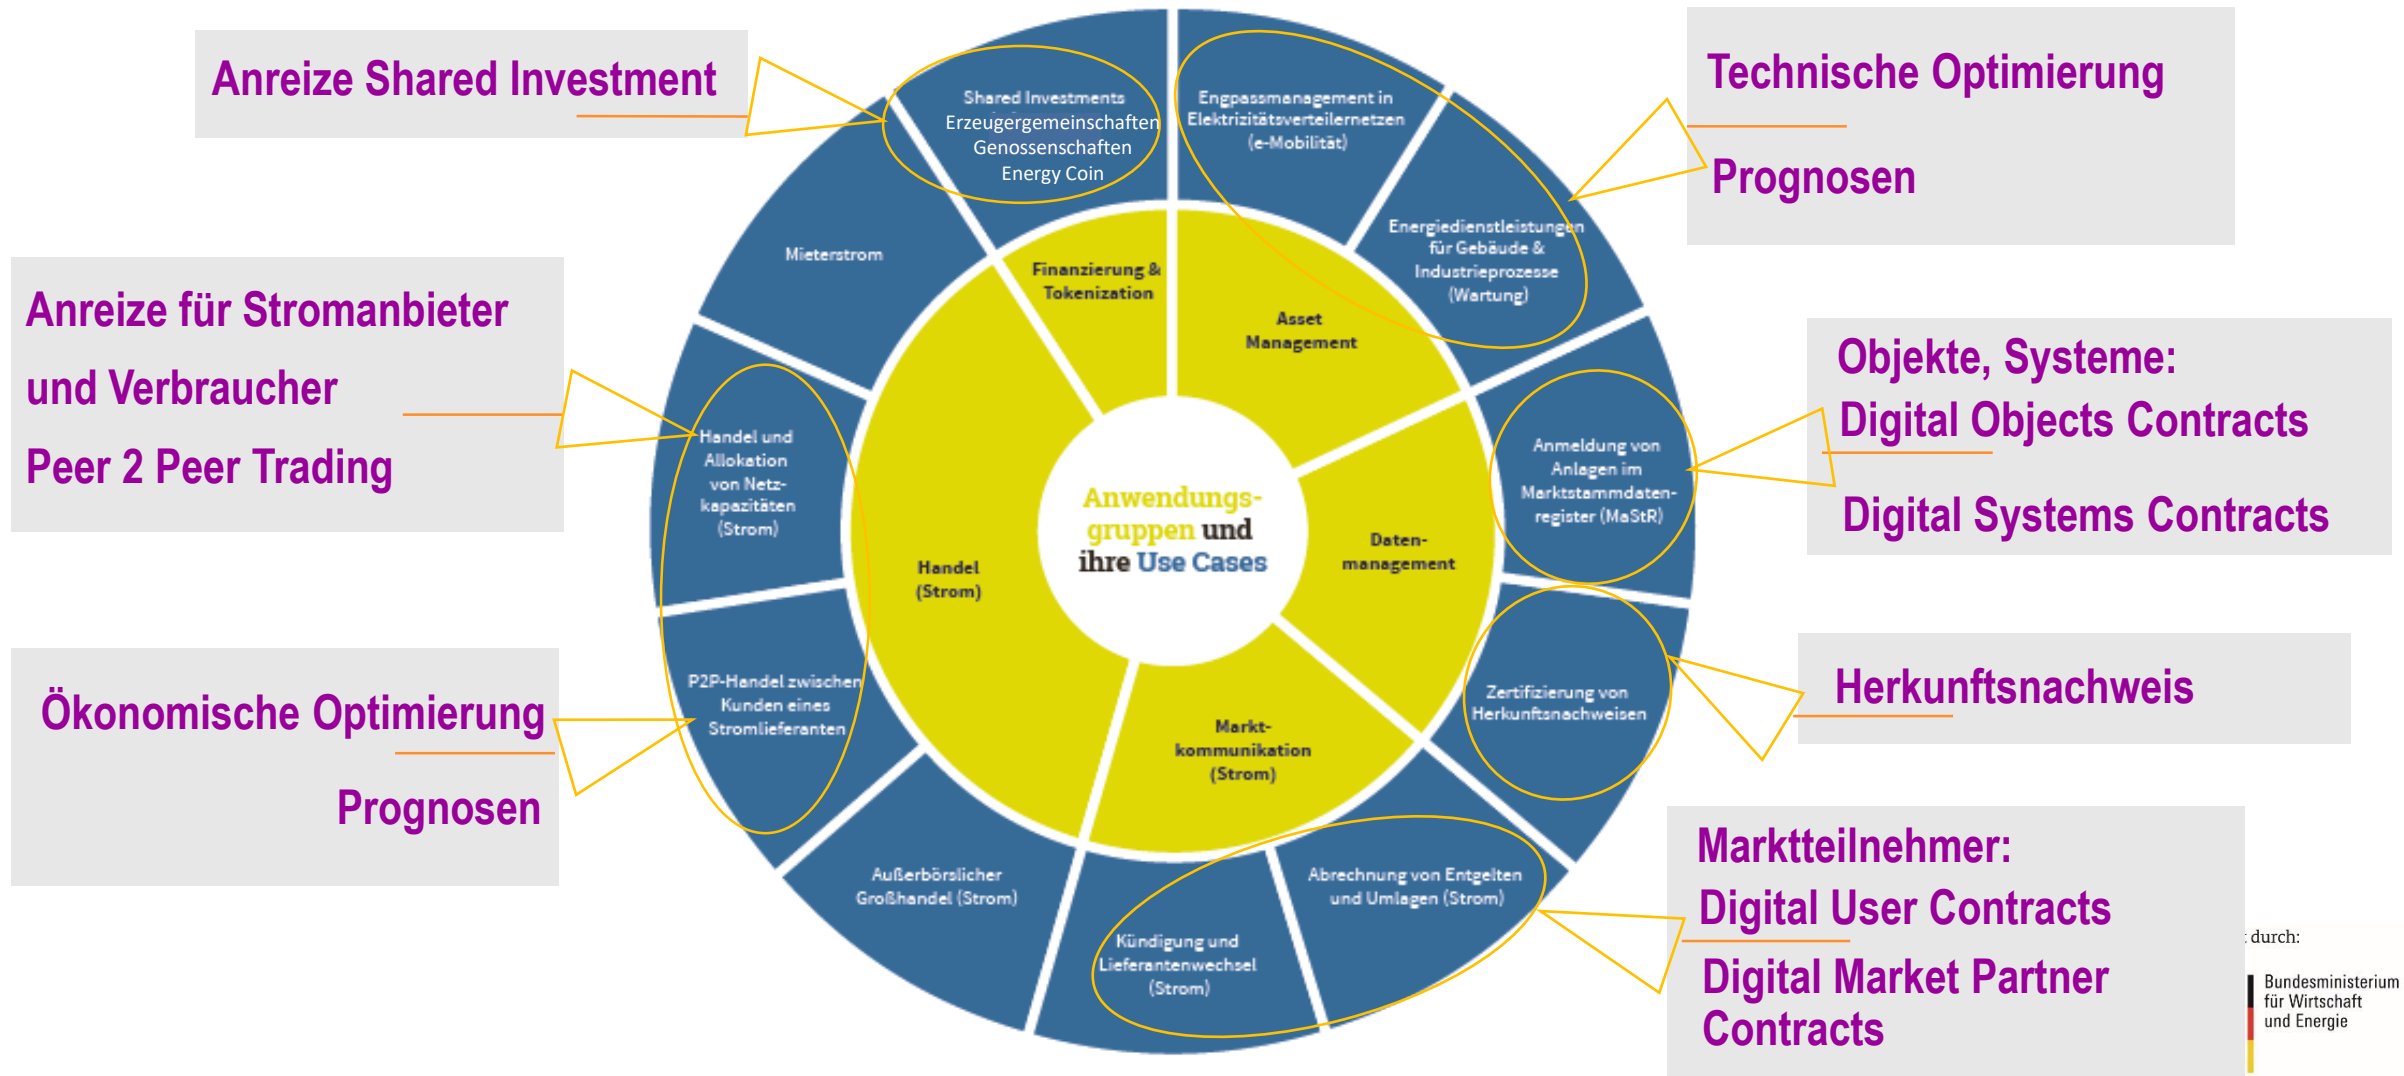 Anreize Shared Investment
Technische Optimierung
Prognosen
Anreize für Stromanbieter
und Verbraucher
Peer 2 Peer Trading
Objekte, Systeme:
Digital Objects Contracts
Digital Systems Contracts
Ökonomische Optimierung
Prognosen
Herkunftsnachweis
Marktteilnehmer:
Digital User Contracts
Digital Market Partner
Contracts
Shared Investments
Erzeugergemeinschaften
Genossenschaften
Energy Coin
Engpassmanagement in
Elektrizitätsverteilernetzen
(e-Mobilität)
Energiedienstleistungen
für Gebäude &
Industrieprozesse
(Wartung)
Anmeldung von
Anlagen im
Marktstammdaten-
register (MaStR)
Zertifizierung von
Herkunftsnachweisen
Abrechnung von Entgelten
und Umlagen (Strom)
Kündigung und
Lieferantenwechsel
(Strom)
Außerbörslicher
Großhandel (Strom)
P2P-Handel zwischen
Kunden eines
Stromlieferanten
Handel und
Allokation
von Netz-
kapazitäten
(Strom)
Mieterstrom
Finanzierung &
Tokenization
Asset
Management
Daten-
management
Markt-
kommunikation
(Strom)
Handel
(Strom)
Anwendungs-
gruppen und
ihre Use Cases
durch:
Bundesministerium
für Wirtschaft
und Energie